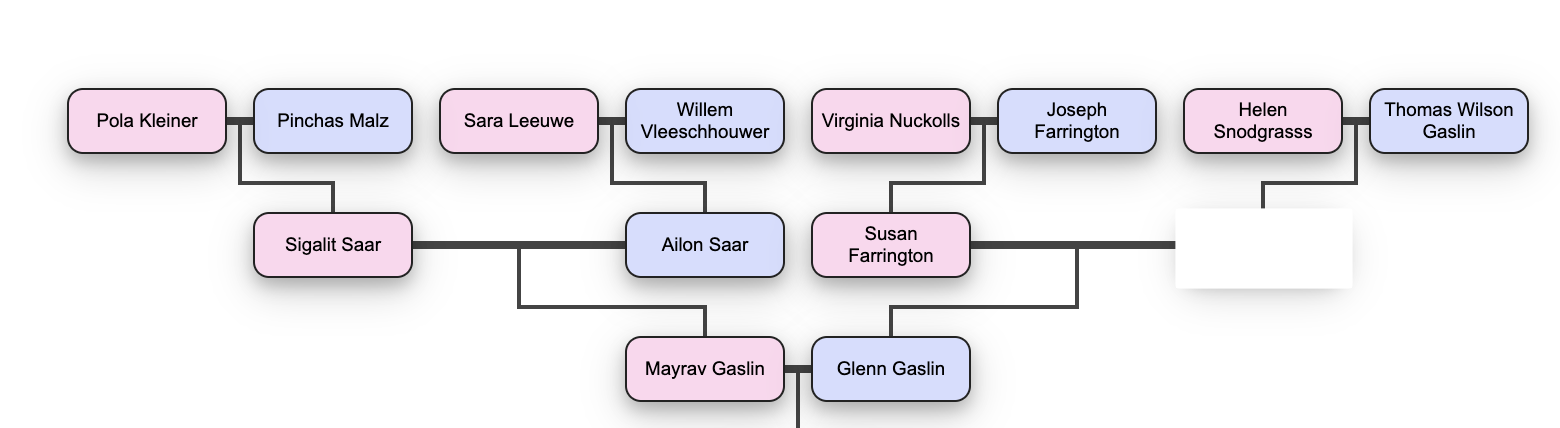 Pola Kleiner
Pinchas Malz
Sara Leeuwe
Willem
Vleeschhouwer
Virginia Nuckolls
Joseph
Farrington
Helen
Snodgrasss
Thomas Wilson
Gaslin
Sigalit Saar
Ailon Saar
Susan
Farrington
Mayrav Gaslin
Glenn Gaslin